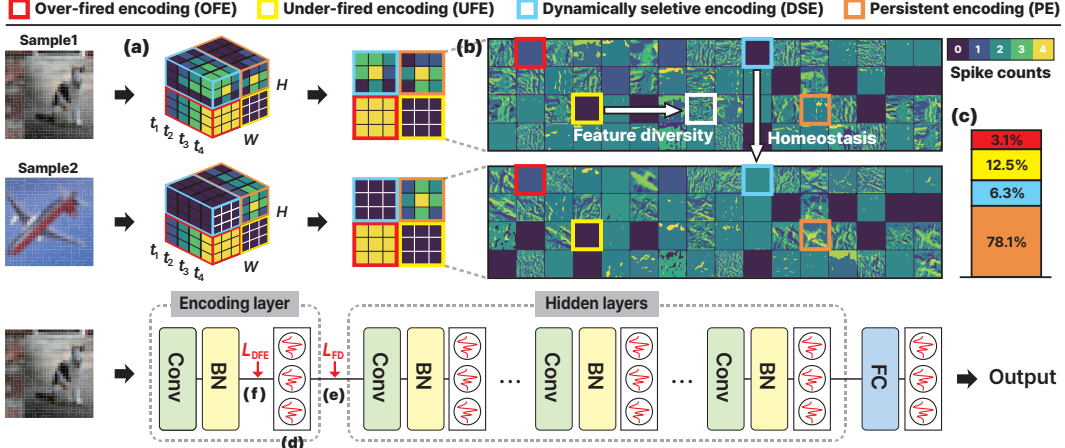 Over-fired encoding (OFE)
Under-fired encoding (UFE)
Dynamically seletive encoding (DSE)
Persistent encoding (PE)
Sample1
(a)
t1
t2
t3
t4
H
W
(b)
Feature diversity
Homeostasis
0 1 2 3 4
Spike counts
(c)
3.1%
12.5%
6.3%
78.1%
Sample2
t1
t2
t3
t4
H
W
Encoding layer
Hidden layers
Conv
BN
LDFE
(f)
(d)
LFD
(e)
Conv
BN
...
Conv
BN
...
Conv
BN
FC
Output